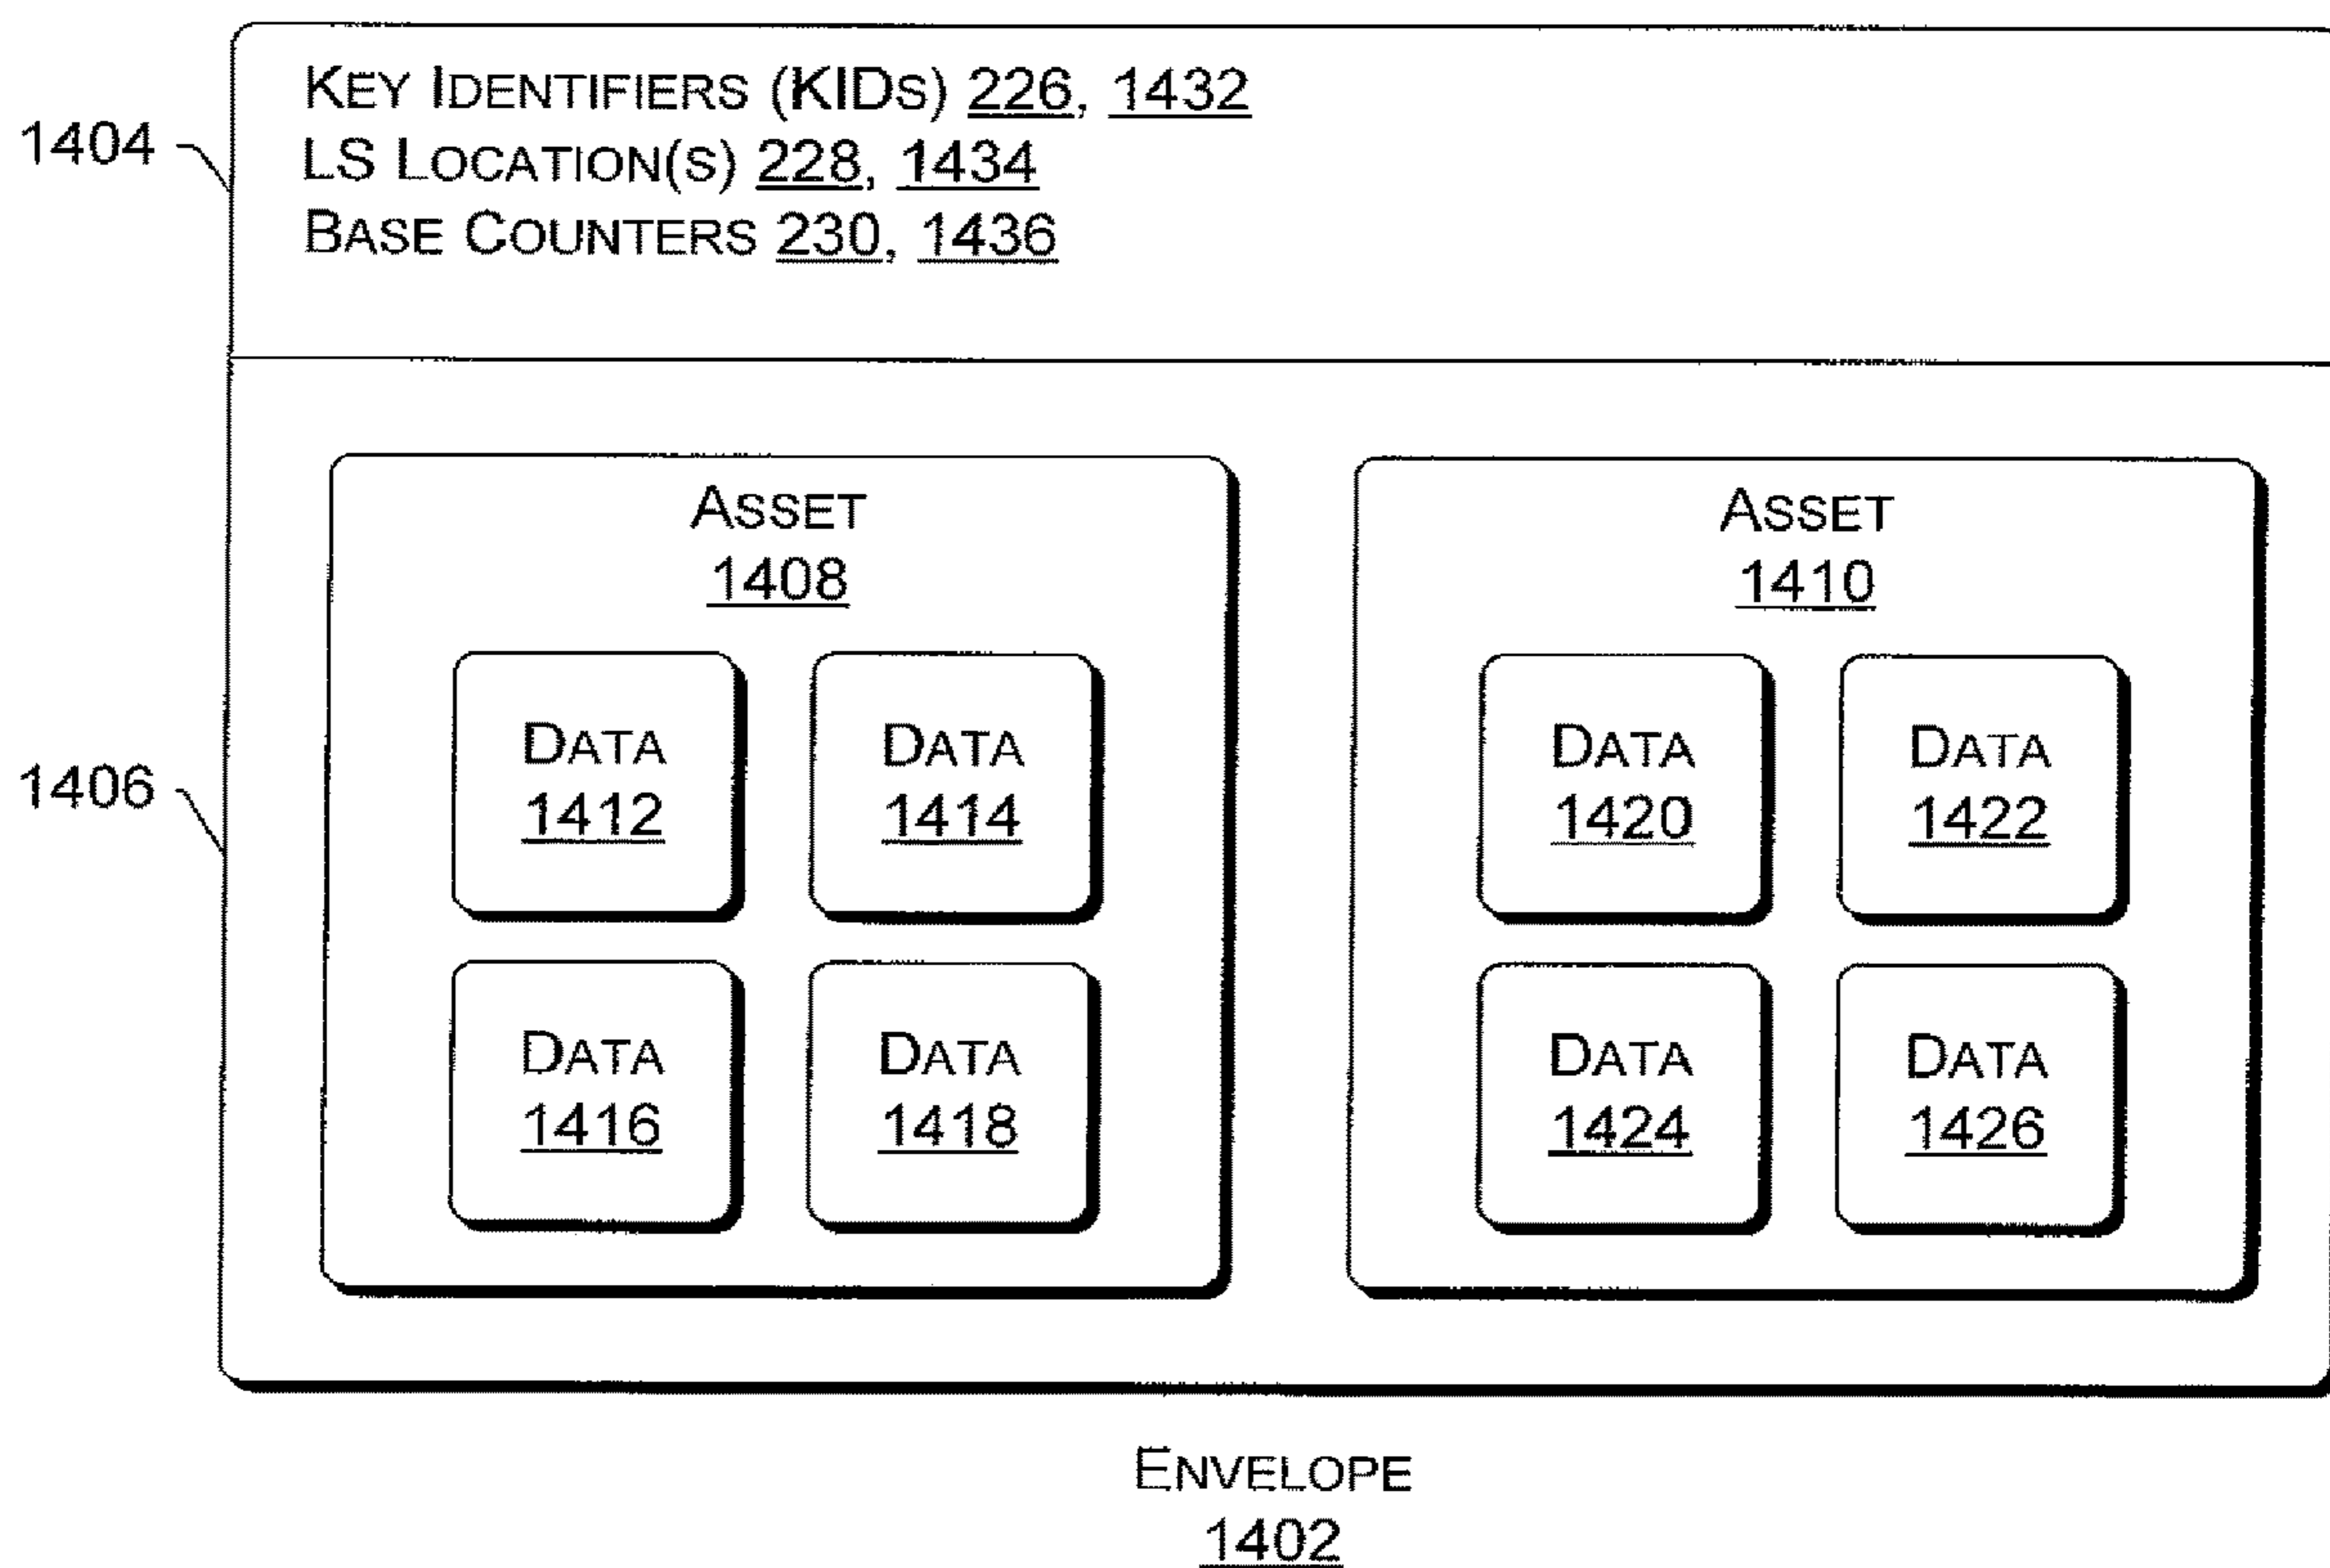 KEY IDENTIFIERS (KIDS) 226, 1432
1404
LS LOCATION(S) 228, 1434
BASE COUNTERS 230, 1436
ASSET
1408
ASSET
1410
DATA
1412
DATA
1414
DATA
1420
DATA
1422
1406
DATA
1416
DATA
1418
DATA
1424
DATA
1426
ENVELOPE
1402